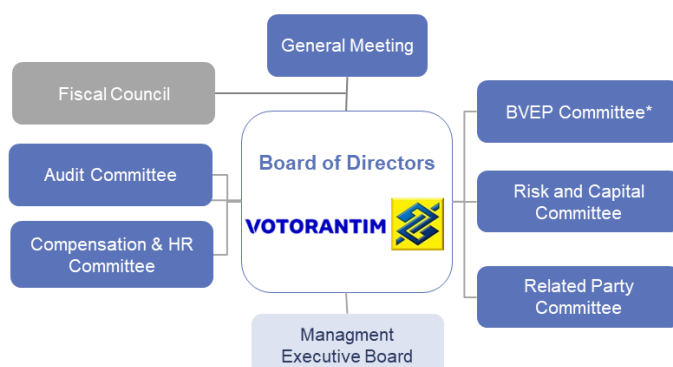 General Meeting
Fiscal Council
BVEP Committee*
Board of Directors
Audit Committee
VOTORANTIM
Risk and Capital
Committee
Compensation & HR
Committee
Related Party
Committee
Managment
Executive Board